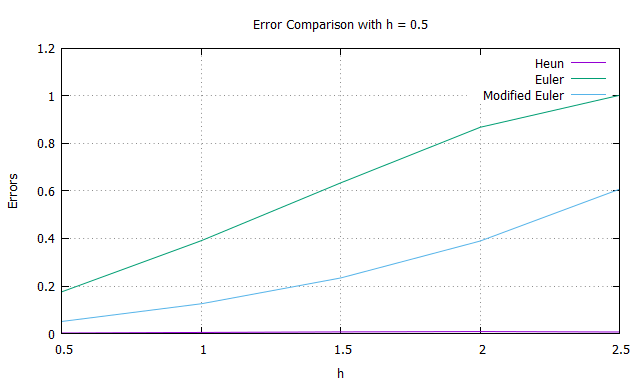 Error Comparison with h = 0.5
Heun
Euler
Modified Euler
1.2
1
0.8
0.6
0.4
0.2
0
Errors
0.5 1 1.5 2 2.5
h